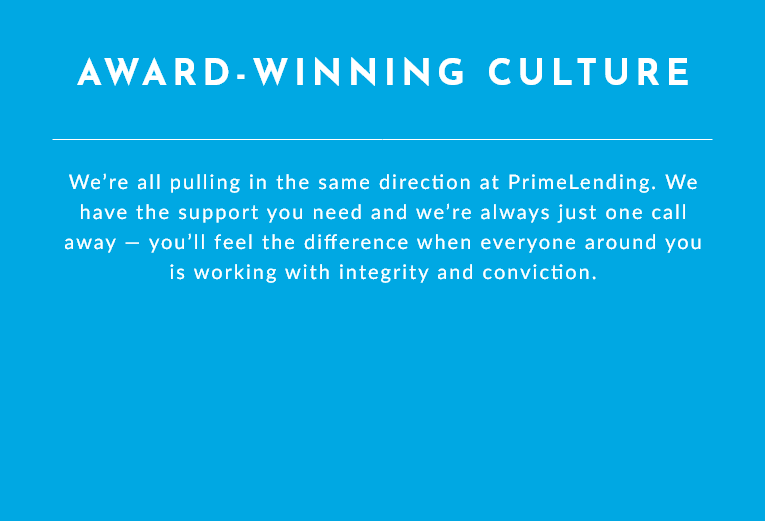 AWARD-WINNING CULTURE
We’re all pulling in the same direction at PrimeLending. We
have the support you need and we’re always just one call
away — you’ll feel the difference when everyone around you
is working with integrity and conviction.